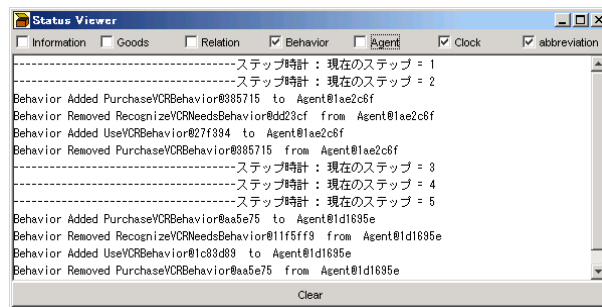 Status Viewer
Information Goods Relation Behavior Agent Clock abbreviation
-----------------------------------ステップ時計 : 現在のステップ = 1
-----------------------------------ステップ時計 : 現在のステップ = 2
Behavior Added PurchaseVCRBehavior@385715 to Agent@1ae2c6f
Behavior Removed RecognizeVCRNeedsBehavior@dd23cf from Agent@1ae2c6f
Behavior Added UseVCRBehavior@27f394 to Agent@1ae2c6f
Behavior Removed PurchaseVCRBehavior@385715 from Agent@1ae2c6f
-----------------------------------ステップ時計 : 現在のステップ = 3
-----------------------------------ステップ時計 : 現在のステップ = 4
-----------------------------------ステップ時計 : 現在のステップ = 5
Behavior Added PurchaseVCRBehavior@aa5e75 to Agent@1d1695e
Behavior Removed RecognizeVCRNeedsBehavior@11f5ff9 from Agent@1d1695e
Behavior Added UseVCRBehavior@1c83d89 to Agent@1d1695e
Behavior Removed PurchaseVCRBehavior@aa5e75 from Agent@1d1695e
Clear